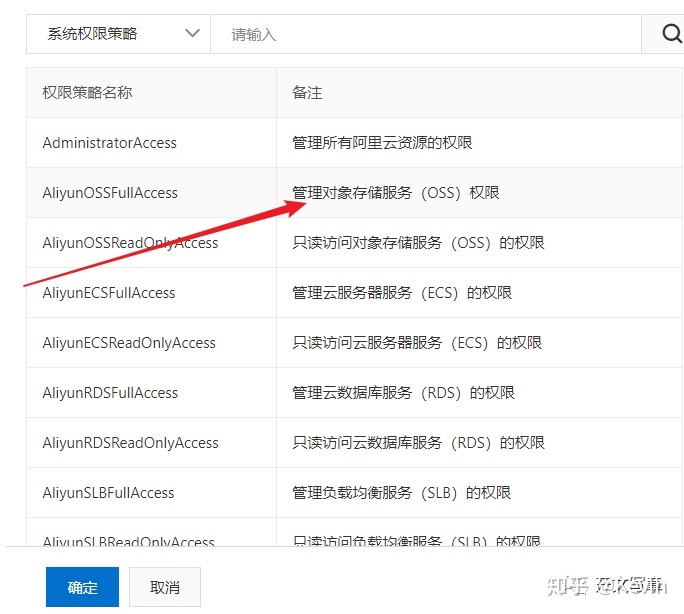 系统权限策略 请输入
权限策略名称 备注
AdministratorAccess 管理所有阿里云资源的权限
AliyunOSSFullAccess 管理对象存储服务（OSS）权限
AliyunOSSReadOnlyAccess 只读访问对象存储服务（OSS）的权限
AliyunECSFullAccess 管理云服务器服务（ECS）的权限
AliyunECSReadOnlyAccess 只读访问云服务器服务（ECS）的权限
AliyunRDSFullAccess 管理云数据库服务（RDS）的权限
AliyunRDSReadOnlyAccess 只读访问云数据库服务（RDS）的权限
AliyunSLBFullAccess 管理负载均衡服务（SLB）的权限
AliyunSLBReadOnlyAccess 只读访问负载均衡服务（SLB）的权限
确定 取消
知乎